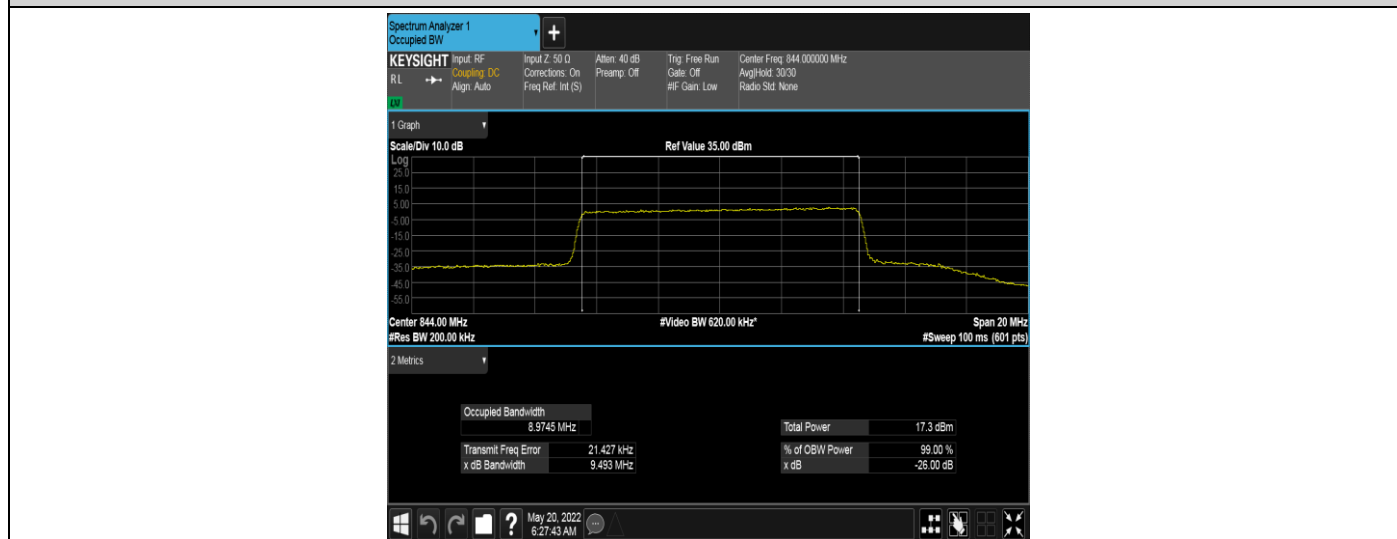 Spectrum Analyzer 1
Occupied BW
+
KEYSIGHT
RL
LXI
Input: RF
Coupling: DC
Align: Auto
Input Z: 50 Ω
Corrections: On
Freq Ref: Int (S)
Atten: 40 dB
Preamp: Off
Trig: Free Run
Gate: Off
#IF Gain: Low
Center Freq: 844.000000 MHz
Avg|Hold: 30/30
Radio Std: None
1 Graph
Scale/Div 10.0 dB
Ref Value 35.00 dBm
Log
25.0
15.0
5.00
-5.00
-15.0
-25.0
-35.0
-45.0
-55.0
Center 844.00 MHz
#Video BW 620.00 kHz*
Span 20 MHz
#Res BW 200.00 kHz
#Sweep 100 ms (601 pts)
2 Metrics
Occupied Bandwidth
8.9745 MHz
Total Power 17.3 dBm
Transmit Freq Error 21.427 kHz
% of OBW Power 99.00 %
x dB Bandwidth 9.493 MHz
x dB -26.00 dB
?
May 20, 2022
6:27:43 AM